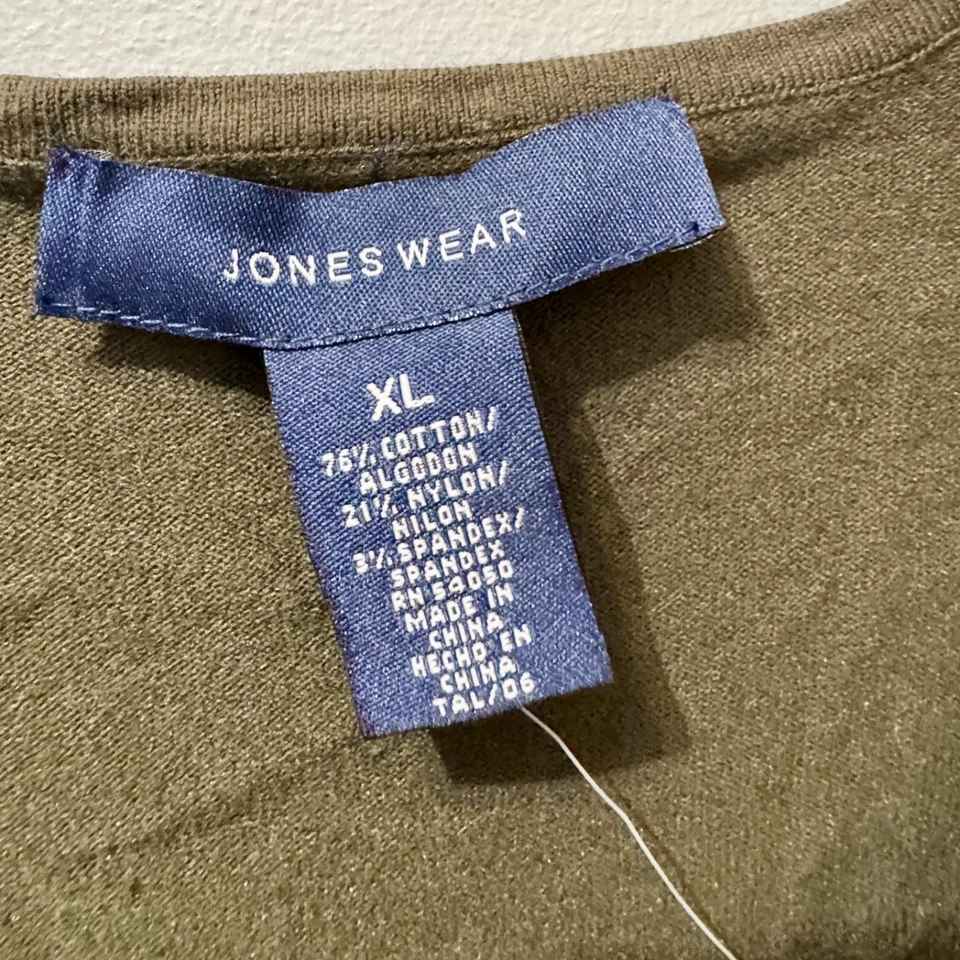 JONES WEAR
XL
76% COTTON/
ALGODON
21% NYLON/
NILON
3% SPANDEX/
SPANDEX
RN 54050
MADE IN
CHINA
HECHO EN
CHINA
TAL/06